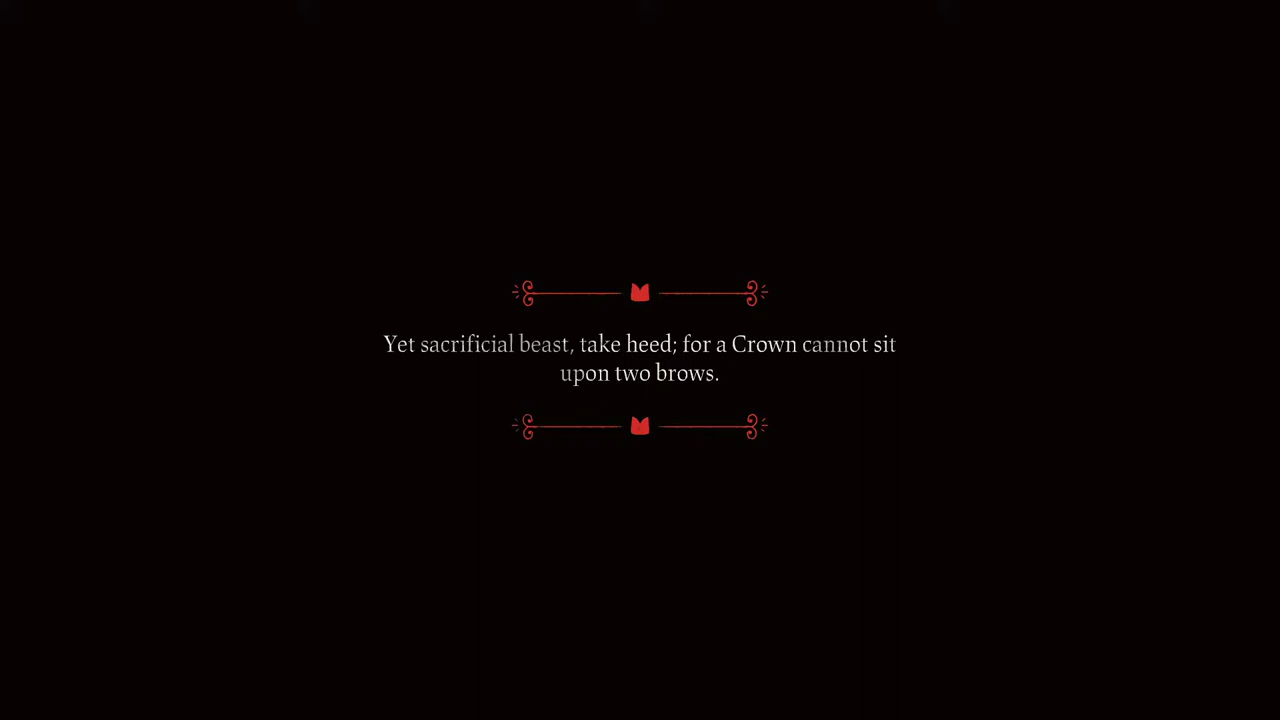 Yet sacrificial beast, take heed; for a Crown cannot sit
upon two brows.